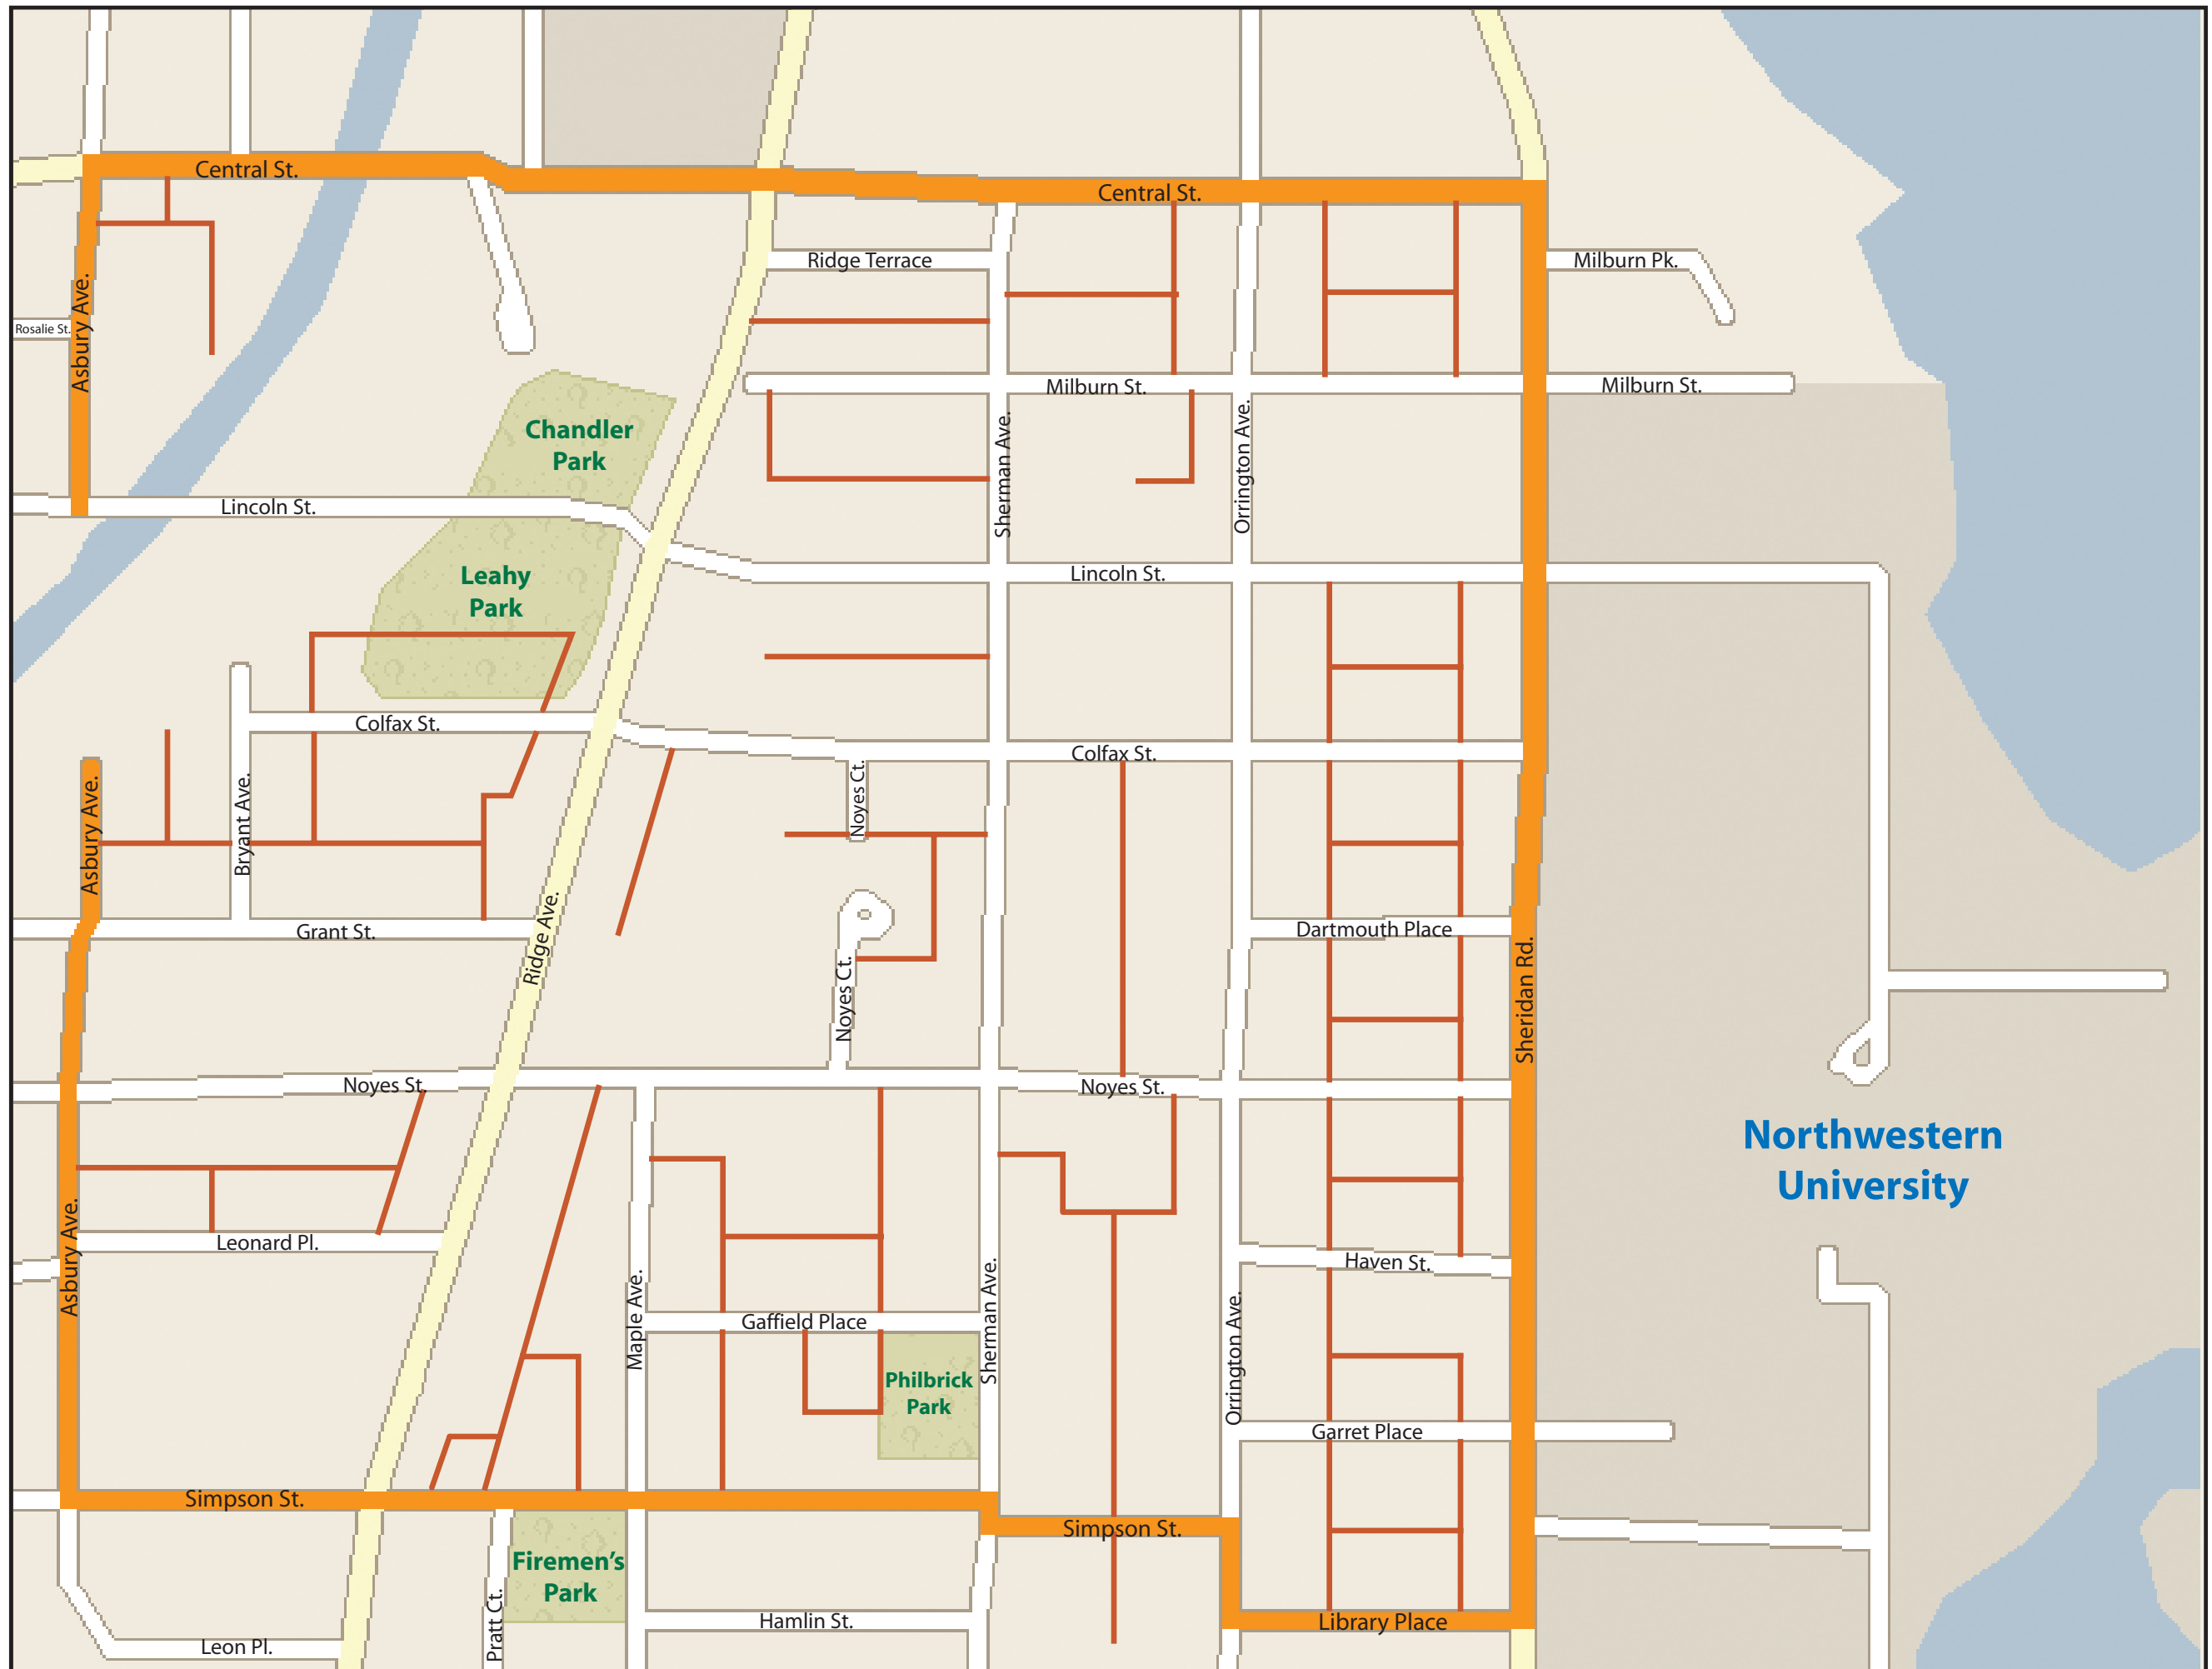 Central St.
Central St.
Ridge Terrace
Milburn Pk.
Rosalie St.
Asbury Ave.
Milburn St.
Milburn St.
Chandler
Park
Sherman Ave.
Orrington Ave.
Lincoln St.
Lincoln St.
Leahy
Park
Colfax St.
Colfax St.
Noyes Ct.
Asbury Ave.
Bryant Ave.
Grant St.
Ridge Ave.
Dartmouth Place
Sheridan Rd.
Noyes Ct.
Noyes St.
Noyes St.
Northwestern
University
Leonard Pl.
Asbury Ave.
Haven St.
Maple Ave.
Gaffield Place
Sherman Ave.
Orrington Ave.
Philbrick
Park
Garret Place
Simpson St.
Simpson St.
Firemen's
Park
Pratt Ct.
Hamlin St.
Library Place
Leon Pl.